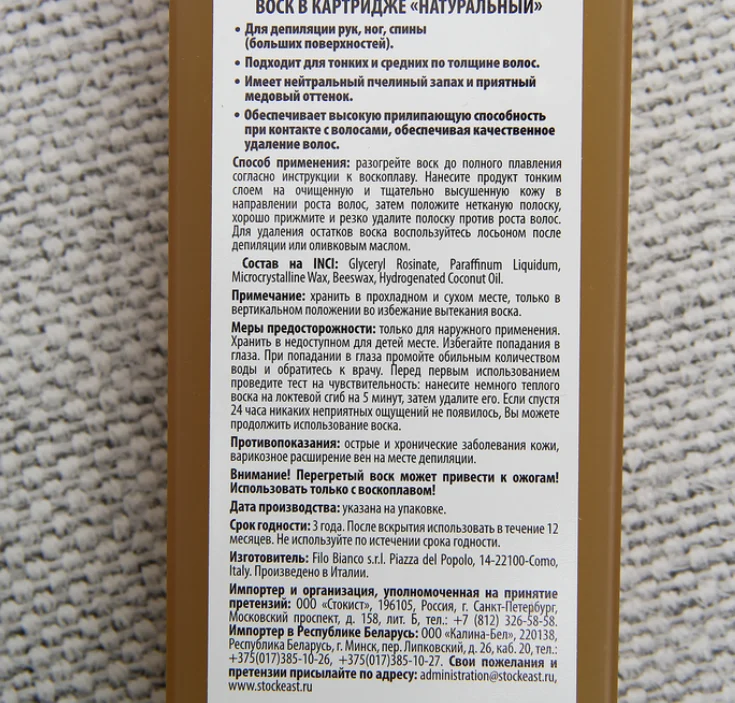 ВОСК В КАРТРИДЖЕ «НАТУРАЛЬНЫЙ»
• Для депиляции рук, ног, спины
(больших поверхностей).
• Подходит для тонких и средних по толщине волос.
• Имеет нейтральный пчелиный запах и приятный
медовый оттенок.
• Обеспечивает высокую прилипающую способность
при контакте с волосами, обеспечивая качественное
удаление волос.
Способ применения: разогрейте воск до полного плавления
согласно инструкции к воскоплаву. Нанесите продукт тонким
слоем на очищенную и тщательно высушенную кожу в
направлении роста волос, затем положите нетканую полоску,
хорошо прижмите и резко удалите полоску против роста волос.
Для удаления остатков воска воспользуйтесь лосьоном после
депиляции или оливковым маслом.
Состав на INCI: Glyceryl Rosinate, Paraffinum Liquidum,
Microcrystalline Wax, Beeswax, Hydrogenated Coconut Oil.
Примечание: хранить в прохладном и сухом месте, только в
вертикальном положении во избежание вытекания воска.
Меры предосторожности: только для наружного применения.
Хранить в недоступном для детей месте. Избегайте попадания в
глаза. При попадании в глаза промойте обильным количеством
воды и обратитесь к врачу. Перед первым использованием
проведите тест на чувствительность: нанесите немного теплого
воска на локтевой сгиб на 5 минут, затем удалите его. Если спустя
24 часа никаких неприятных ощущений не появилось, Вы можете
продолжить использование воска.
Противопоказания: острые и хронические заболевания кожи,
варикозное расширение вен на месте депиляции.
Внимание! Перегретый воск может привести к ожогам!
Использовать только с воскоплавом!
Дата производства: указана на упаковке.
Срок годности: 3 года. После вскрытия использовать в течение 12
месяцев. Не используйте по истечении срока годности.
Изготовитель: Filo Bianco s.r.l. Piazza del Popolo, 14-22100-Como,
Italy. Произведено в Италии.
Импортер и организация, уполномоченная на принятие
претензий: ООО «Стокист», 196105, Россия, г. Санкт-Петербург,
Московский проспект, д. 158, лит. Б, тел.: +7 (812) 326-58-58.
Импортер в Республике Беларусь: ООО «Калина-Бел», 220138,
Республика Беларусь, г. Минск, пер. Липковский, д. 26, каб. 20, тел.:
+375(017)385-10-26, +375(017)385-10-27. Свои пожелания и
претензии присылайте по адресу: administration@stockeast.ru,
www.stockeast.ru